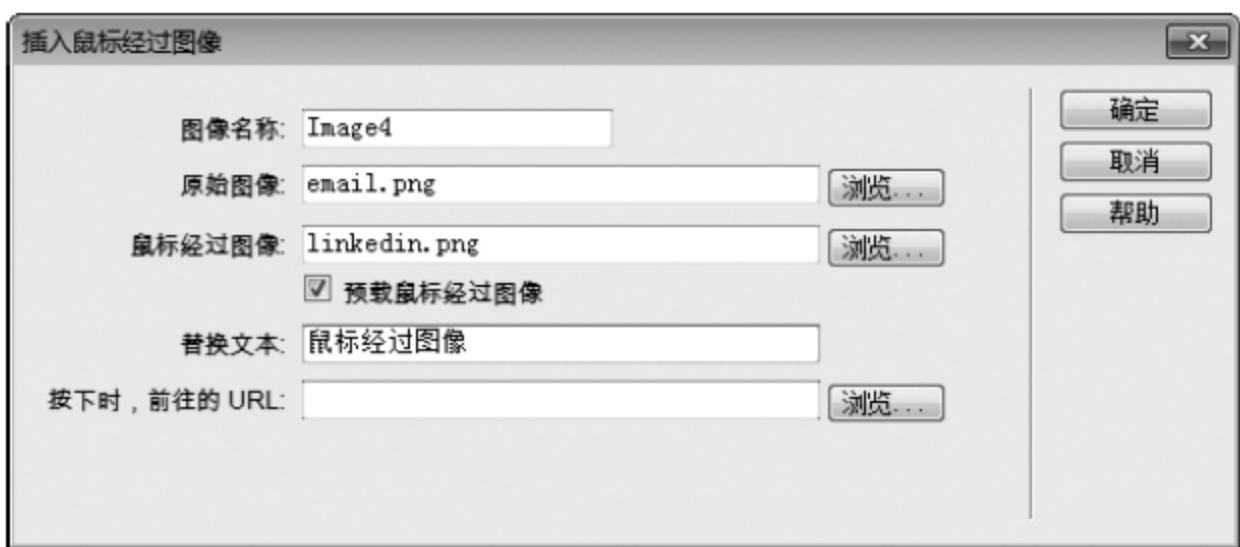 插入鼠标经过图像
图像名称: Image4
确定
原始图像: email.png 浏览...
取消
鼠标经过图像: linkedin.png 浏览...
帮助
预载鼠标经过图像
替换文本: 鼠标经过图像
按下时，前往的 URL: 浏览...